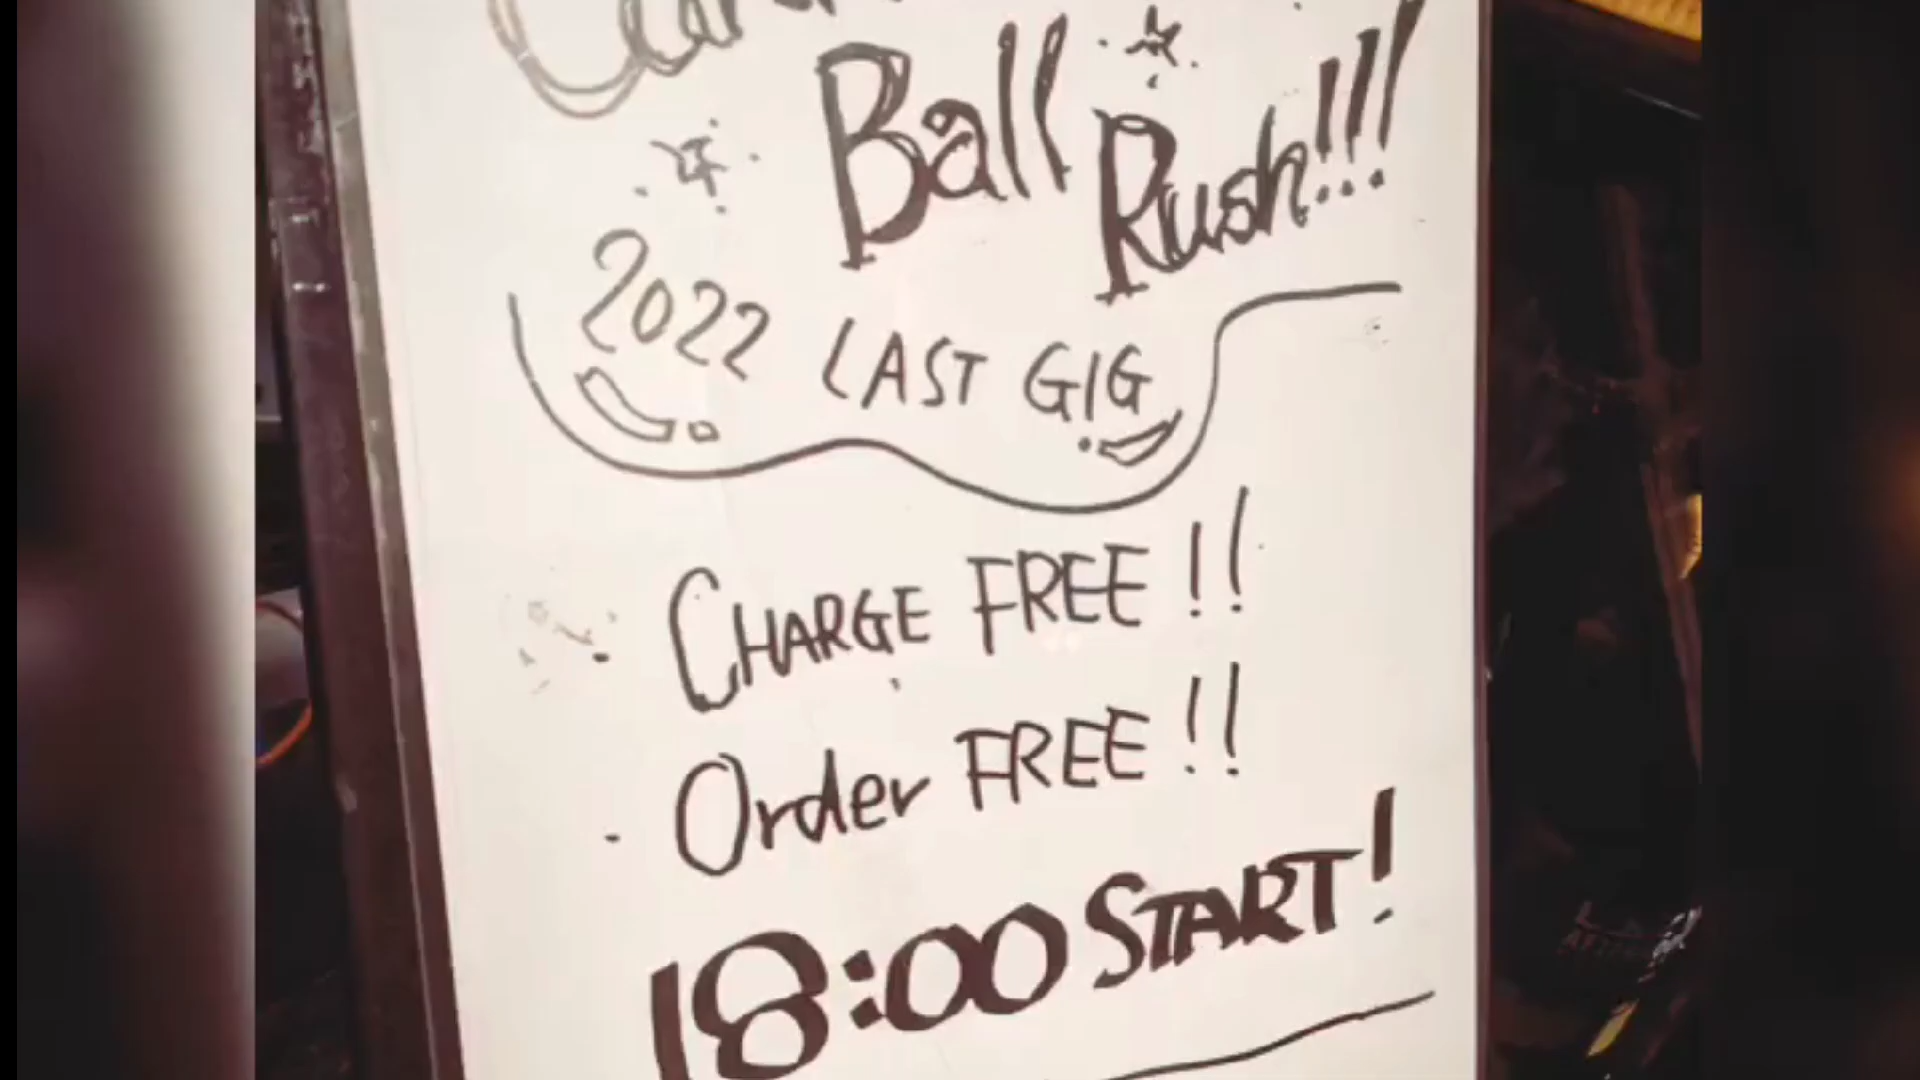 Ball Rush!!!
2022 LAST GIG
CHARGE FREE!!
Order FREE!!
18:00 START!